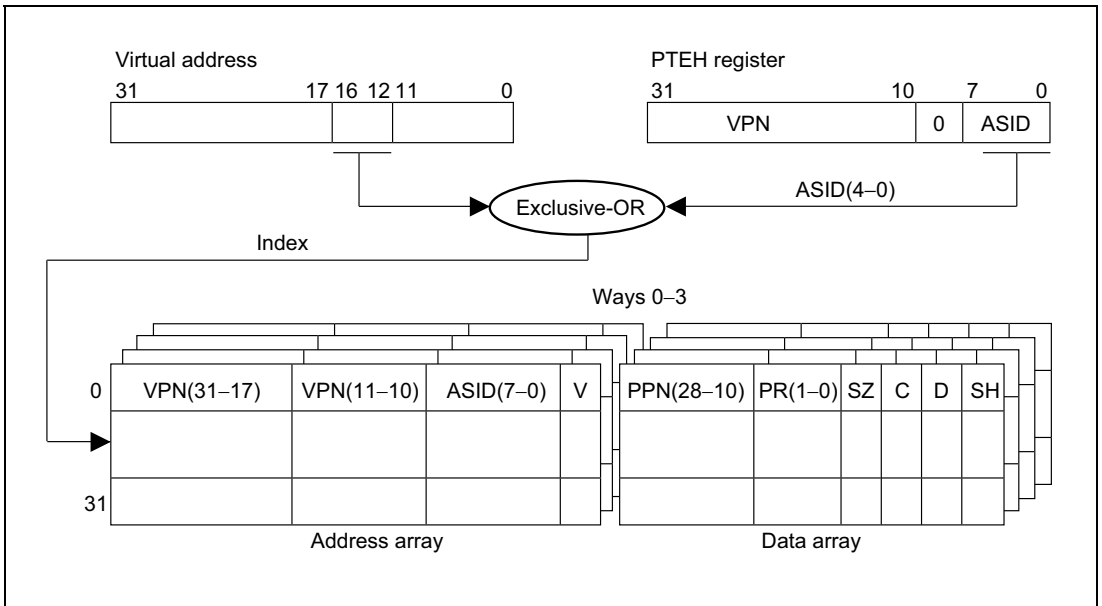 Virtual address
31 17 16 12 11 0
PTEH register
31 10 7 0
VPN 0 ASID
ASID(4–0)
Exclusive-OR
Index
Ways 0–3
0 VPN(31–17) VPN(11–10) ASID(7–0) V PPN(28–10) PR(1–0) SZ C D SH
31
Address array
Data array